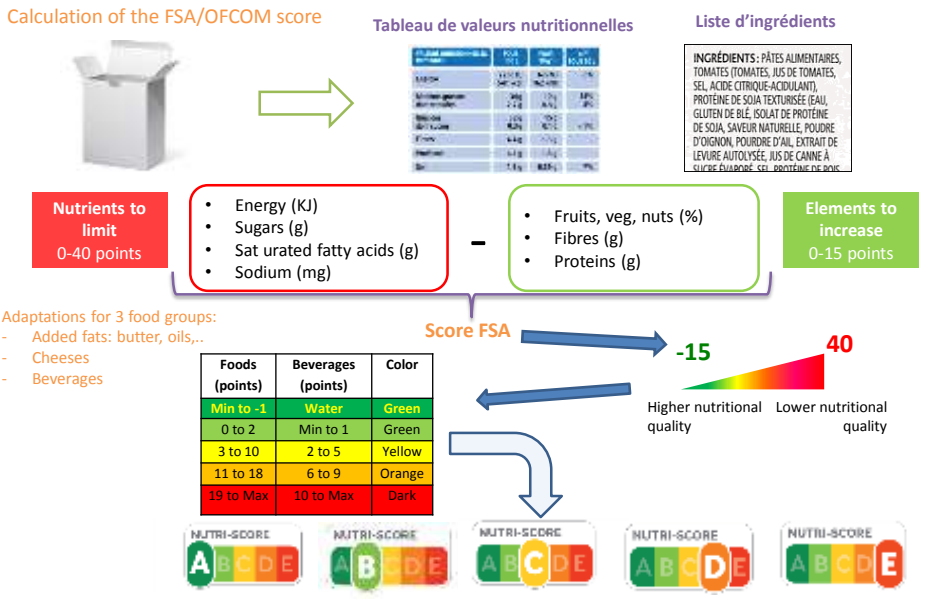 Calculation of the FSA/OFCOM score
Tableau de valeurs nutritionnelles
Liste d’ingrédients
INGRÉDIENTS: PÂTES ALIMENTAIRES,
TOMATES (TOMATES, JUS DE TOMATES,
SEL, ACIDE CITRIQUE-ACIDULANT),
PROTÉINE DE SOJA TEXTURISÉE (EAU,
GLUTEN DE BLÉ, ISOLAT DE PROTÉINE
DE SOJA, SAVEUR NATURELLE, POUDRE
D'OIGNON, POURDRE D'AIL, EXTRAIT DE
LEVURE AUTOLYSÉE, JUS DE CANNE À
SUCRE ÉVAPORÉ, SEL, PROTÉINE DE POIS
Nutrients to
limit
0-40 points
• Energy (KJ)
• Sugars (g)
• Sat urated fatty acids (g)
• Sodium (mg)
-
• Fruits, veg, nuts (%)
• Fibres (g)
• Proteins (g)
Elements to
increase
0-15 points
Adaptations for 3 food groups:
- Added fats: butter, oils,..
- Cheeses
- Beverages
Score FSA
-15
40
Higher nutritional
quality
Lower nutritional
quality
Foods (points) Beverages (points) Color
Min to -1 Water Green
0 to 2 Min to 1 Green
3 to 10 2 to 5 Yellow
11 to 18 6 to 9 Orange
19 to Max 10 to Max Dark
NUTRI-SCORE
A B C D E
NUTRI-SCORE
A B C D E
NUTRI-SCORE
A B C D E
NUTRI-SCORE
A B C D E
NUTRI-SCORE
A B C D E